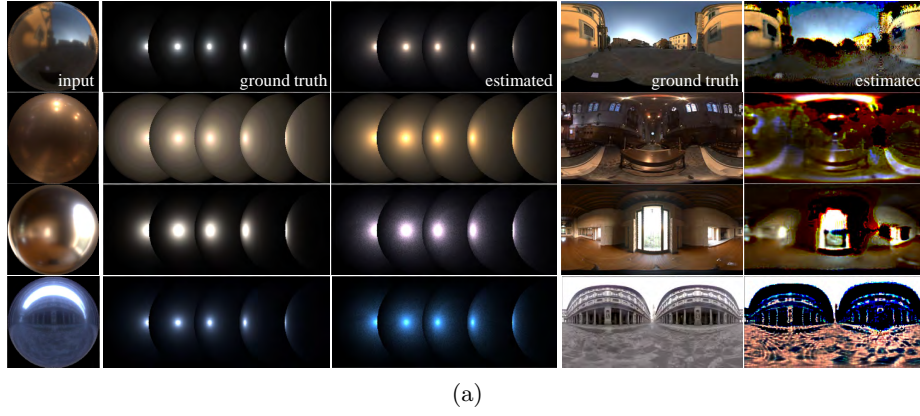 input
ground truth
estimated
ground truth
estimated
(a)